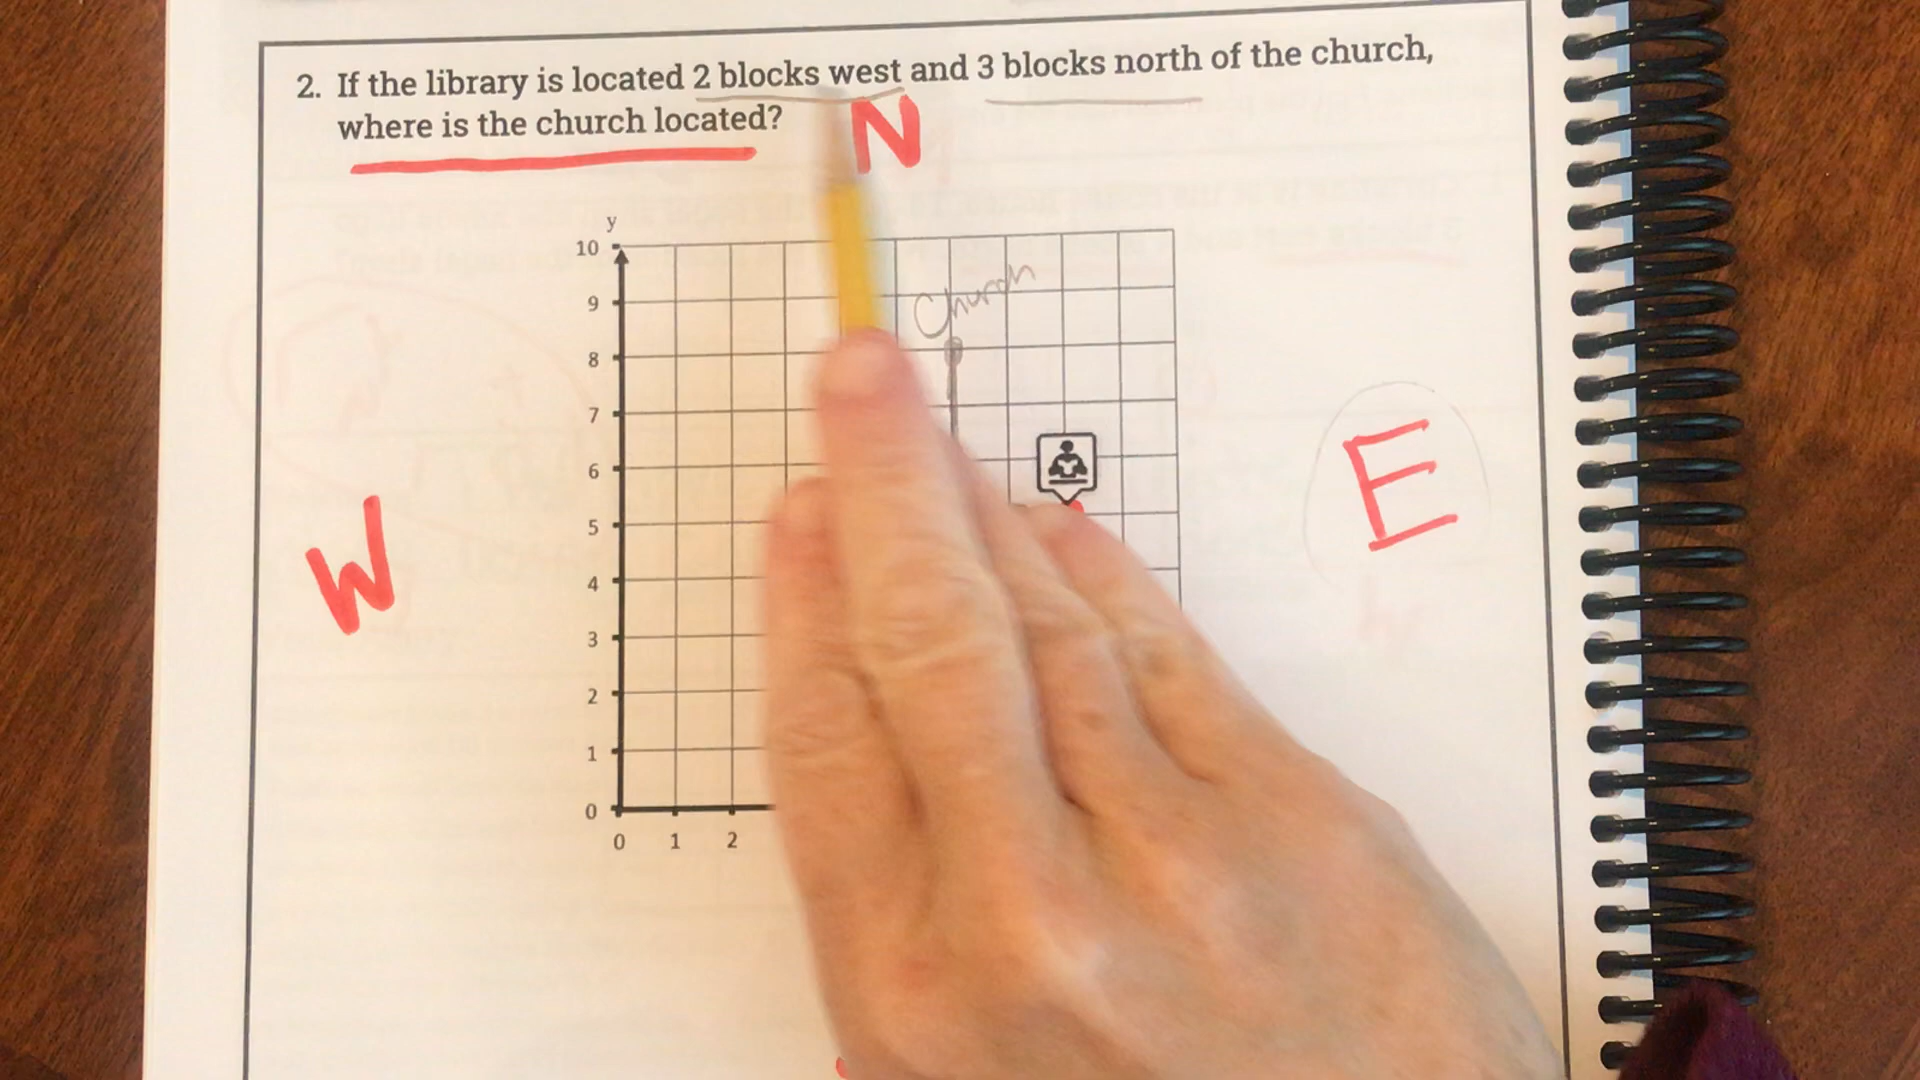 2. If the library is located 2 blocks west and 3 blocks north of the church,
where is the church located?
N
y
10
9
Church
8
7
6
E
5
W
4
3
2
1
0
0 1 2